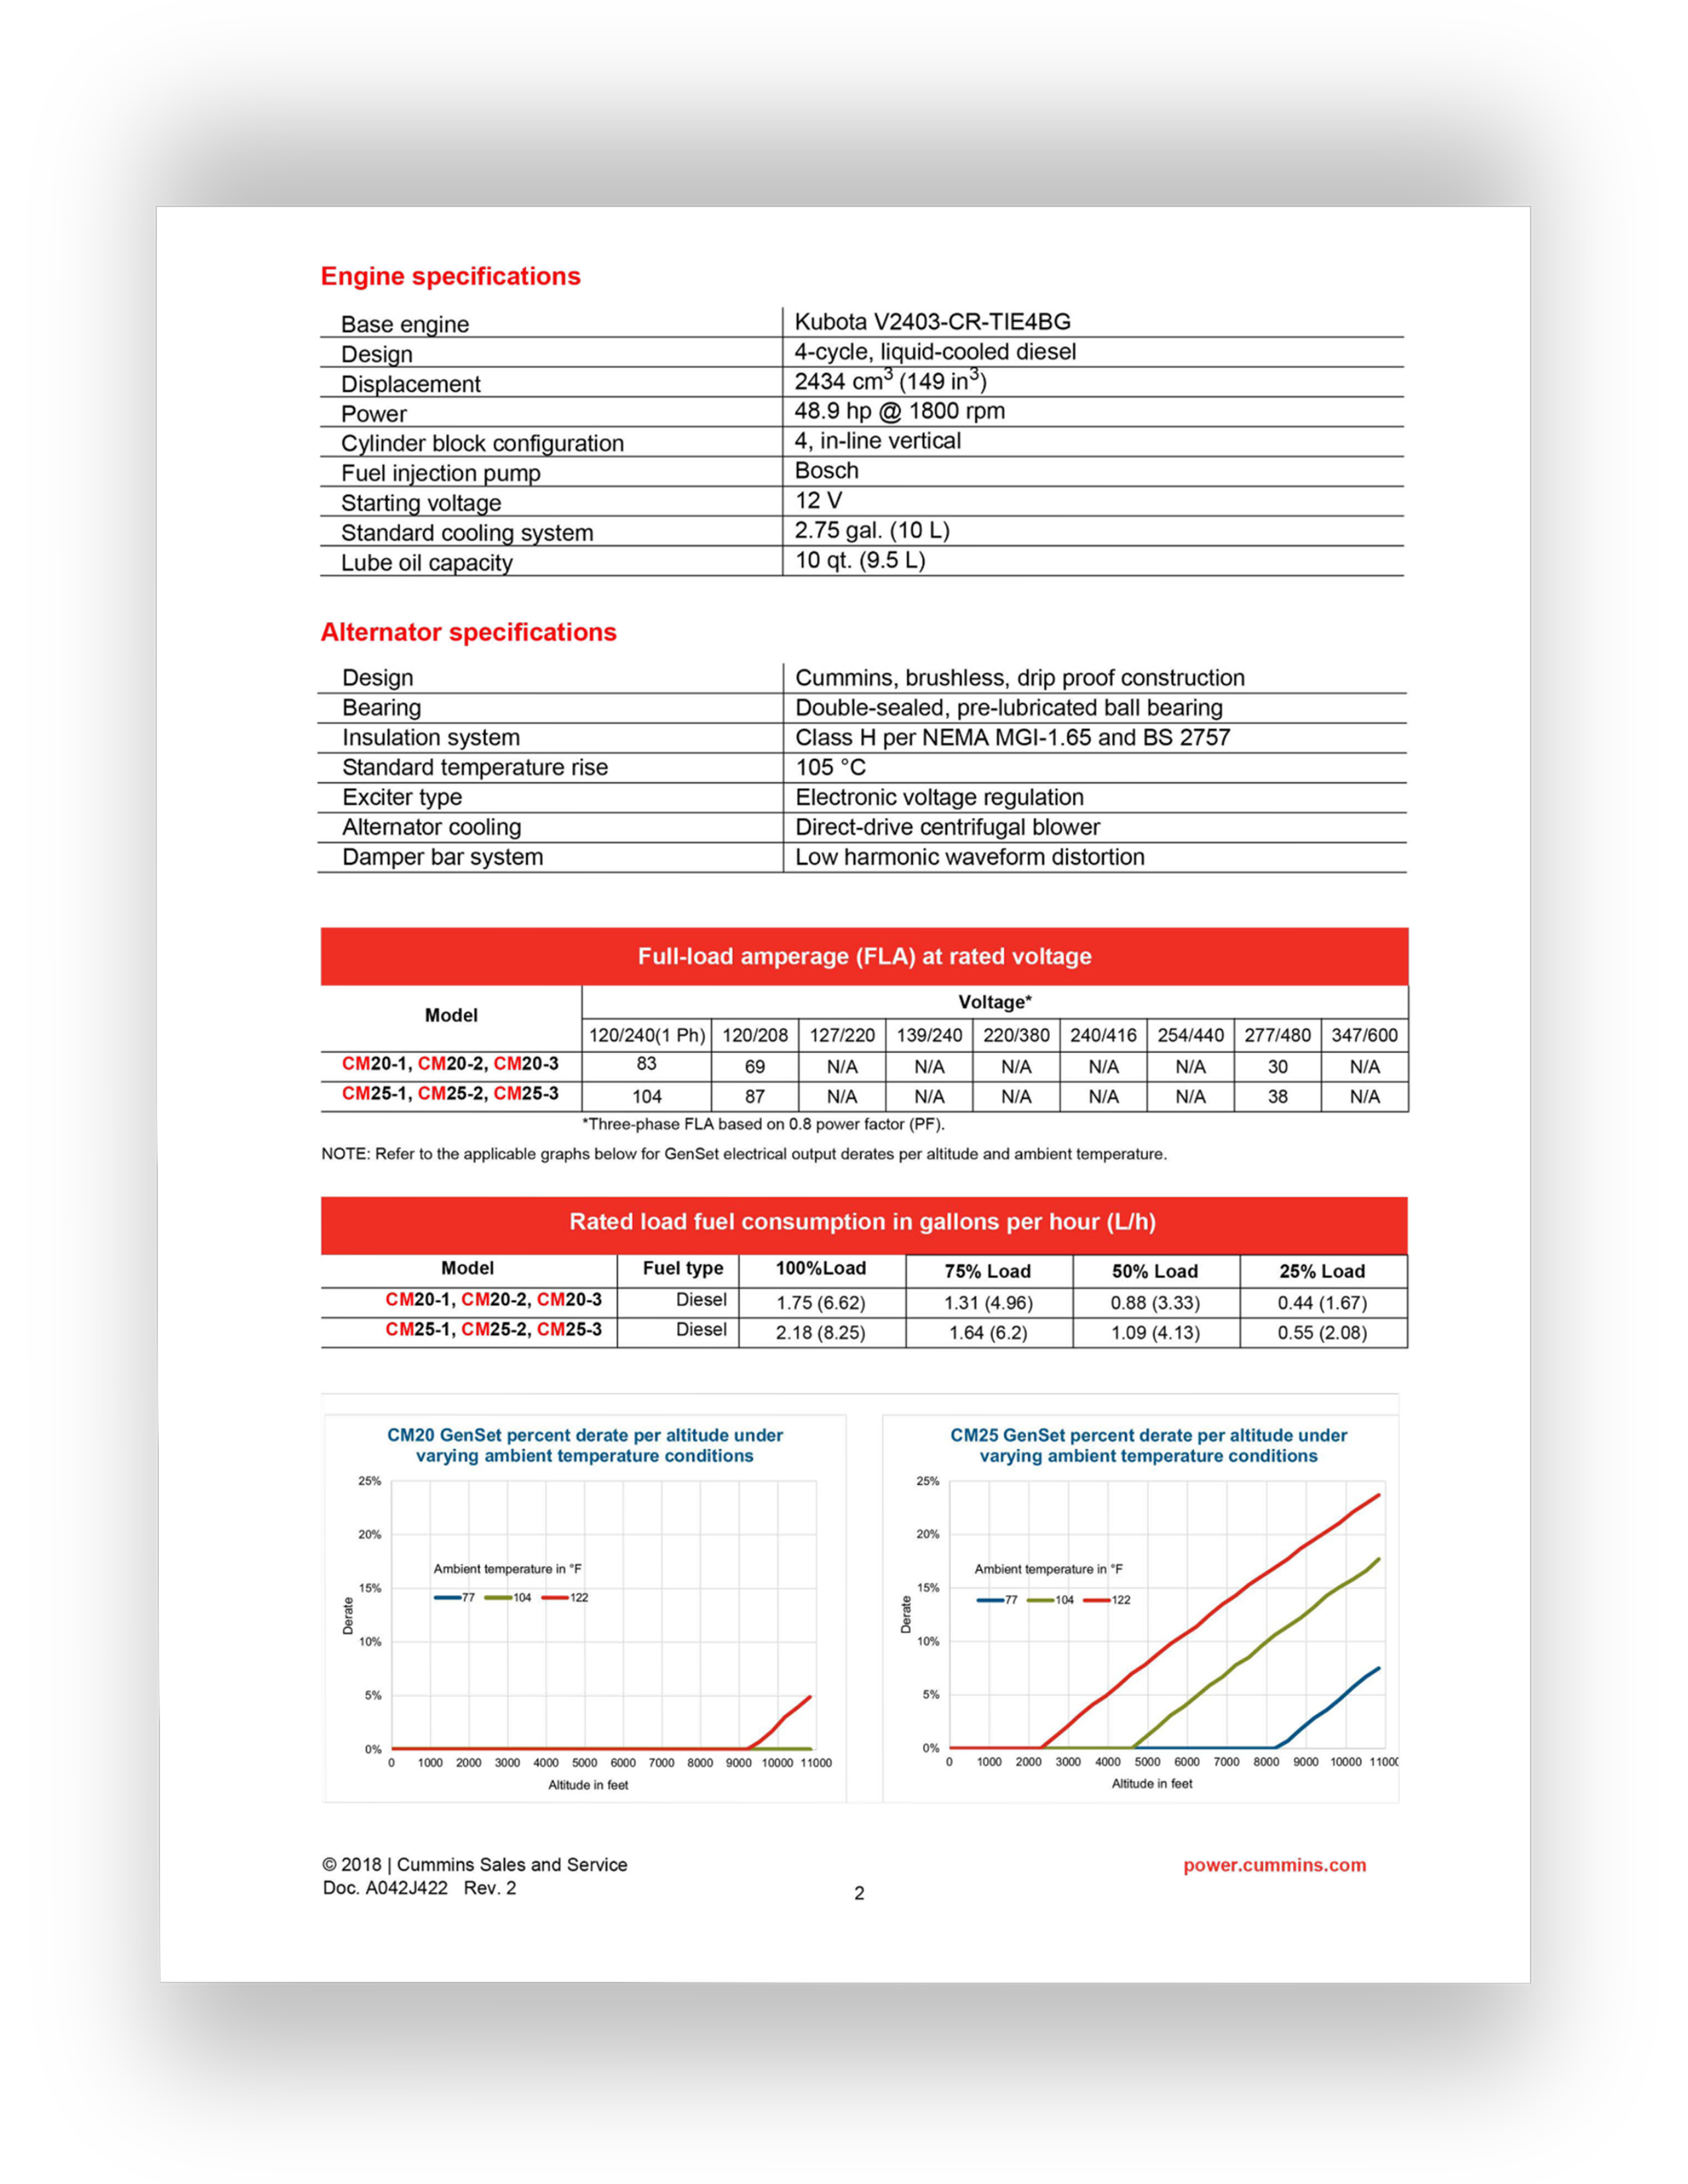 Engine specifications
Base engine Kubota V2403-CR-TIE4BG
Design 4-cycle, liquid-cooled diesel
Displacement 2434 cm3 (149 in3)
Power 48.9 hp @ 1800 rpm
Cylinder block configuration 4, in-line vertical
Fuel injection pump Bosch
Starting voltage 12 V
Standard cooling system 2.75 gal. (10 L)
Lube oil capacity 10 qt. (9.5 L)
Alternator specifications
Design Cummins, brushless, drip proof construction
Bearing Double-sealed, pre-lubricated ball bearing
Insulation system Class H per NEMA MGI-1.65 and BS 2757
Standard temperature rise 105 °C
Exciter type Electronic voltage regulation
Alternator cooling Direct-drive centrifugal blower
Damper bar system Low harmonic waveform distortion
Full-load amperage (FLA) at rated voltage
Model Voltage*
120/240(1 Ph) 120/208 127/220 139/240 220/380 240/416 254/440 277/480 347/600
CM20-1, CM20-2, CM20-3 83 69 N/A N/A N/A N/A N/A 30 N/A
CM25-1, CM25-2, CM25-3 104 87 N/A N/A N/A N/A N/A 38 N/A
*Three-phase FLA based on 0.8 power factor (PF).
NOTE: Refer to the applicable graphs below for GenSet electrical output derates per altitude and ambient temperature.
Rated load fuel consumption in gallons per hour (L/h)
Model Fuel type 100%Load 75% Load 50% Load 25% Load
CM20-1, CM20-2, CM20-3 Diesel 1.75 (6.62) 1.31 (4.96) 0.88 (3.33) 0.44 (1.67)
CM25-1, CM25-2, CM25-3 Diesel 2.18 (8.25) 1.64 (6.2) 1.09 (4.13) 0.55 (2.08)
CM20 GenSet percent derate per altitude under
varying ambient temperature conditions
25%
20%
Ambient temperature in °F
15%
77 104 122
Derate
10%
5%
0%
0 1000 2000 3000 4000 5000 6000 7000 8000 9000 10000 11000
Altitude in feet
CM25 GenSet percent derate per altitude under
varying ambient temperature conditions
25%
20%
Ambient temperature in °F
15%
77 104 122
Derate
10%
5%
0%
0 1000 2000 3000 4000 5000 6000 7000 8000 9000 10000 1100
Altitude in feet
© 2018 | Cummins Sales and Service
power.cummins.com
Doc. A042J422 Rev. 2
2